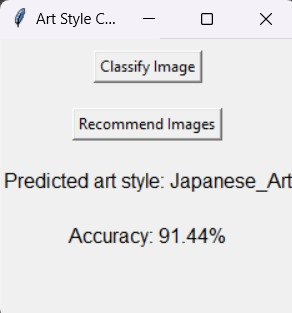 Art Style C...
Classify Image
Recommend Images
Predicted art style: Japanese_Art
Accuracy: 91.44%